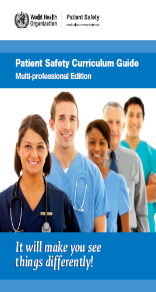 World Health
Organization
Patient Safety
Patient Safety Curriculum Guide
Multi-professional Edition
It will make you see
things differently!